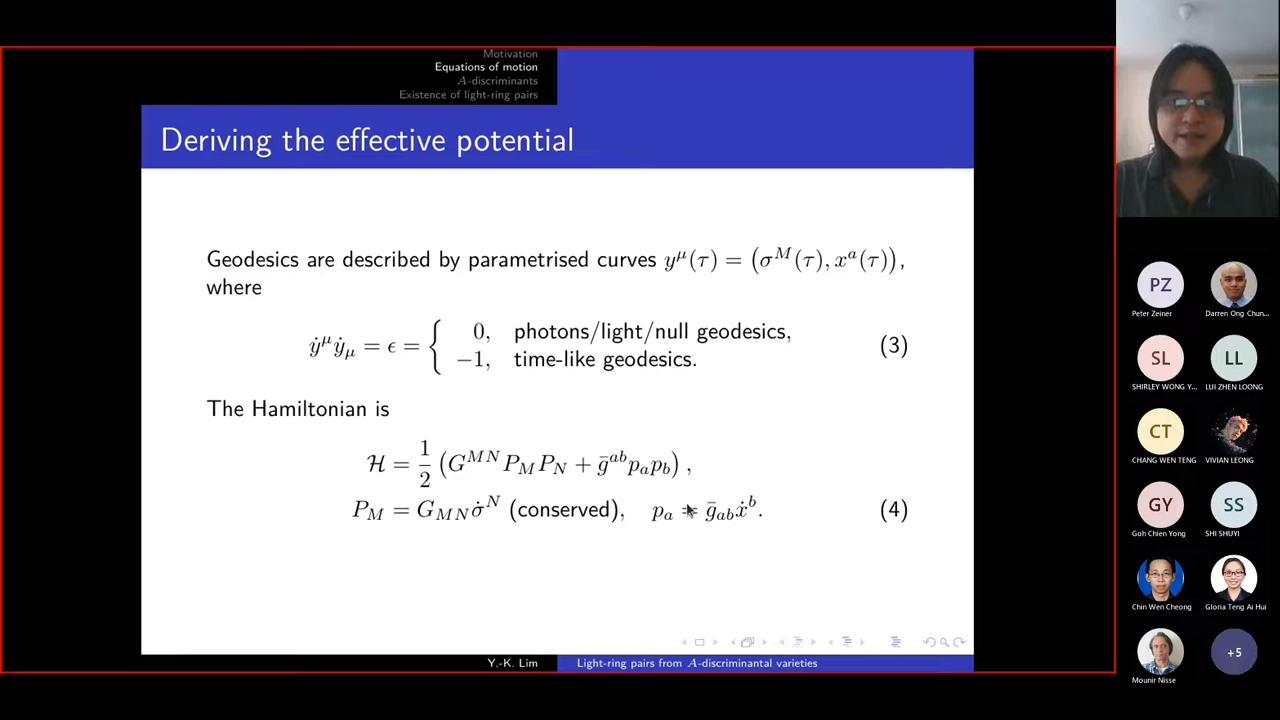 Motivation
Equations of motion
A-discriminants
Existence of light-ring pairs
Deriving the effective potential
Geodesics are described by parametrised curves y^μ(τ) = (σ^M(τ), x^a(τ)),
where
ẏ^μ ẏ_μ = ϵ = { 0, photons/light/null geodesics,
−1, time-like geodesics. (3)
The Hamiltonian is
ℋ = 1/2 (G^{MN} P_M P_N + ḡ^{ab} p_a p_b),
P_M = G_{MN} σ̇^N (conserved), p_a = ḡ_{ab} ẋ^b. (4)
Y.-K. Lim
Light-ring pairs from A-discriminantal varieties
PZ
Peter Zeiner
Darren Ong Chun...
SL
SHIRLEY WONG Y...
LL
LUI ZHEN LOONG
CT
CHANG WEN TENG
VIVIAN LEONG
GY
Goh Chien Yong
SS
SHI SHUYI
Chin Wen Cheong
Gloria Teng Ai Hui
Mounir Nisse
+5